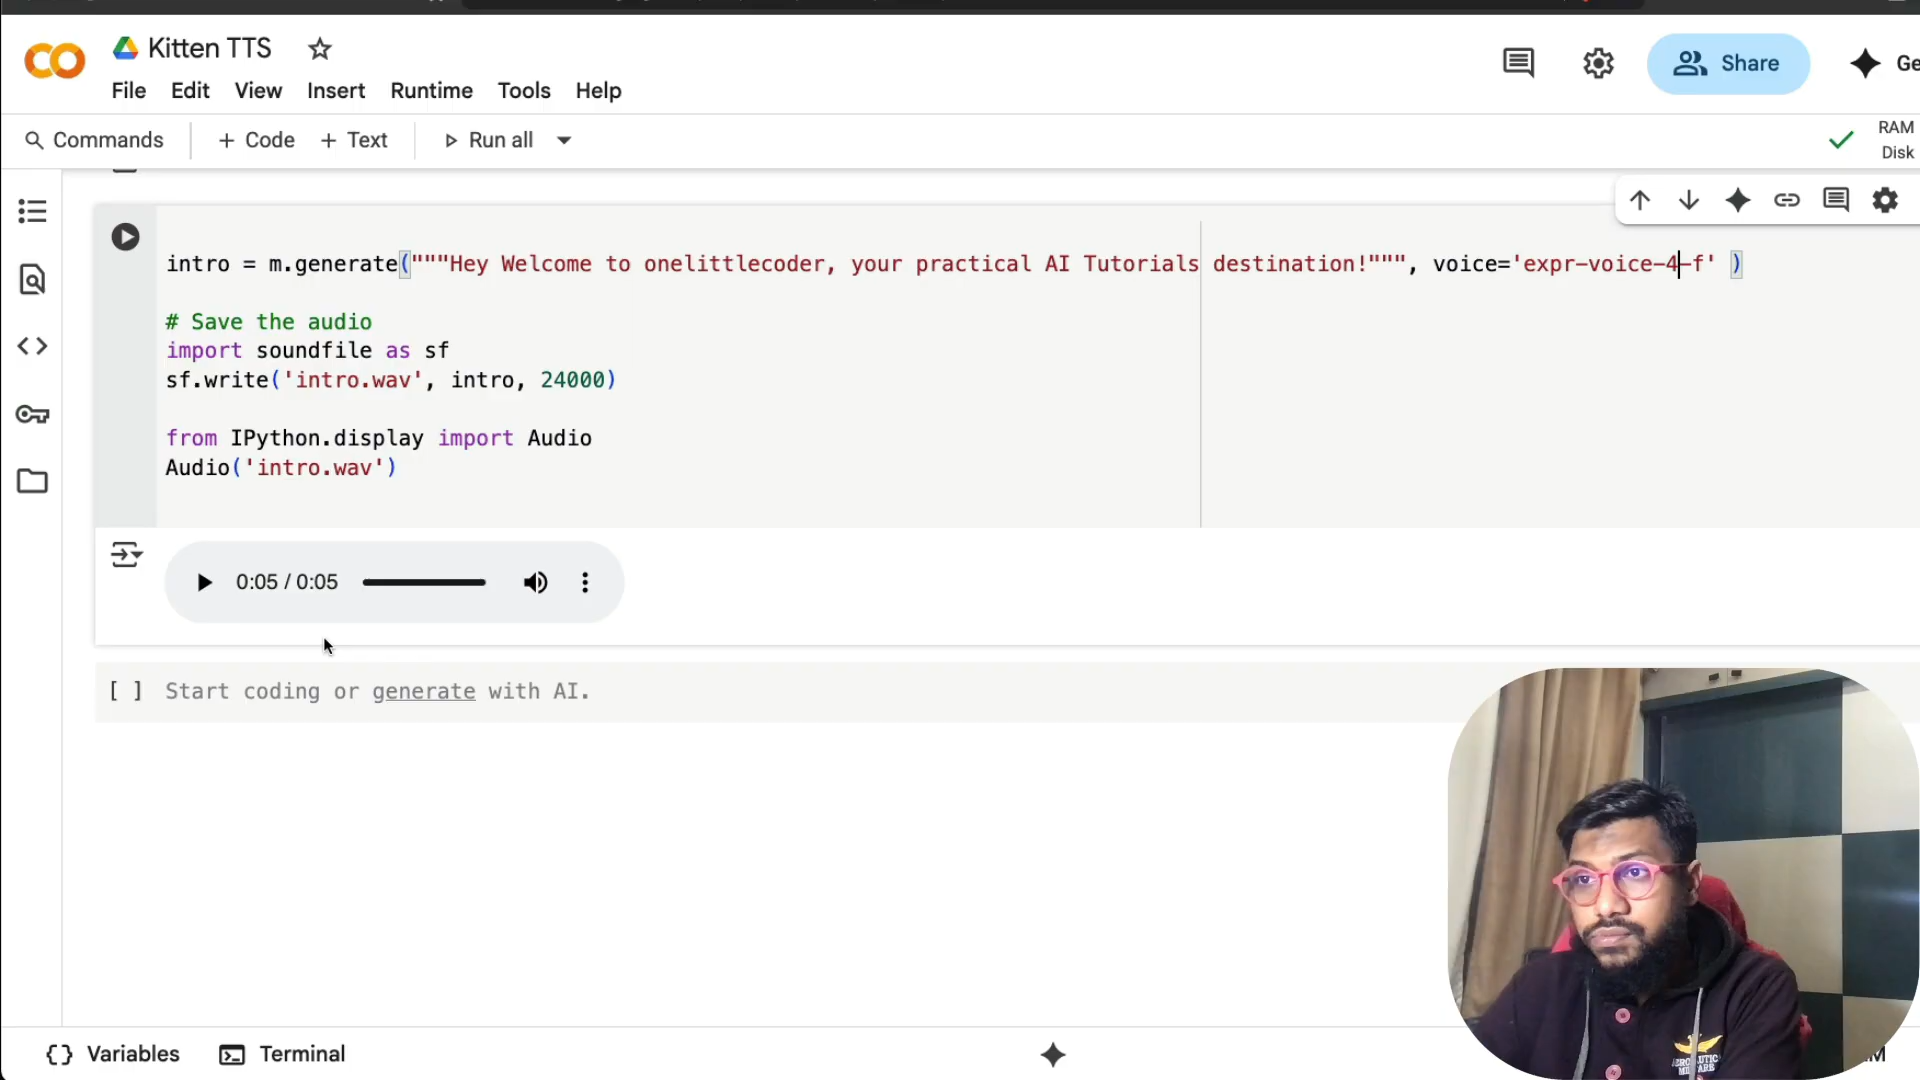 Kitten TTS
File Edit View Insert Runtime Tools Help
Share Ge
Commands + Code + Text Run all
RAM
Disk
intro = m.generate("""Hey Welcome to onelittlecoder, your practical AI Tutorials destination!""", voice='expr-voice-4-f' )
# Save the audio
import soundfile as sf
sf.write('intro.wav', intro, 24000)
from IPython.display import Audio
Audio('intro.wav')
0:05 / 0:05
[ ] Start coding or generate with AI.
{} Variables Terminal